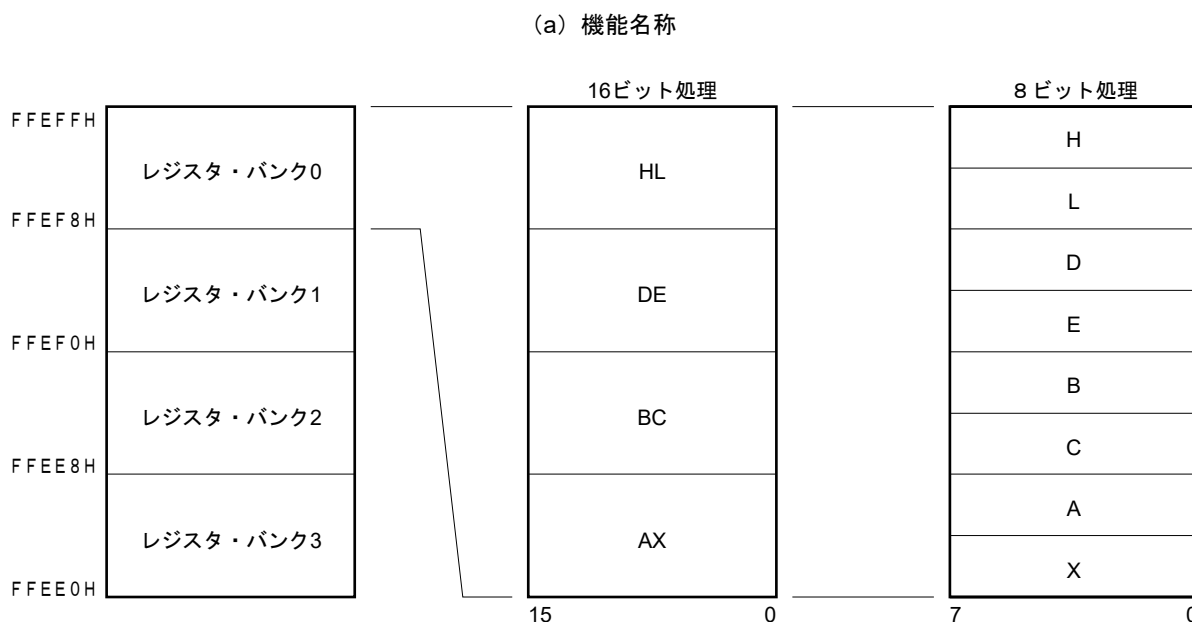 (a) 機能名称
16ビット処理
8ビット処理
FFEFFH
レジスタ・バンク0
HL
H
L
FFEF8H
レジスタ・バンク1
DE
D
E
FFEF0H
レジスタ・バンク2
BC
B
C
FFEE8H
レジスタ・バンク3
AX
A
X
FFEE0H
15 0
7 0